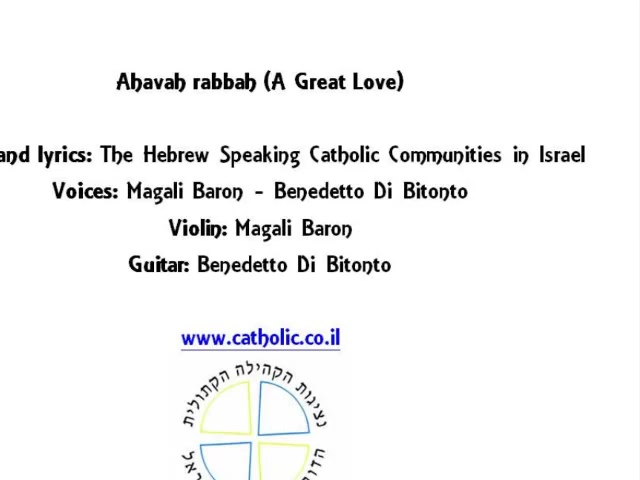 Ahavah rabbah (A Great Love)
and lyrics: The Hebrew Speaking Catholic Communities in Israel
Voices: Magali Baron - Benedetto Di Bitonto
Violin: Magali Baron
Guitar: Benedetto Di Bitonto
www.catholic.co.il
נציגות הקהילה הקתולית